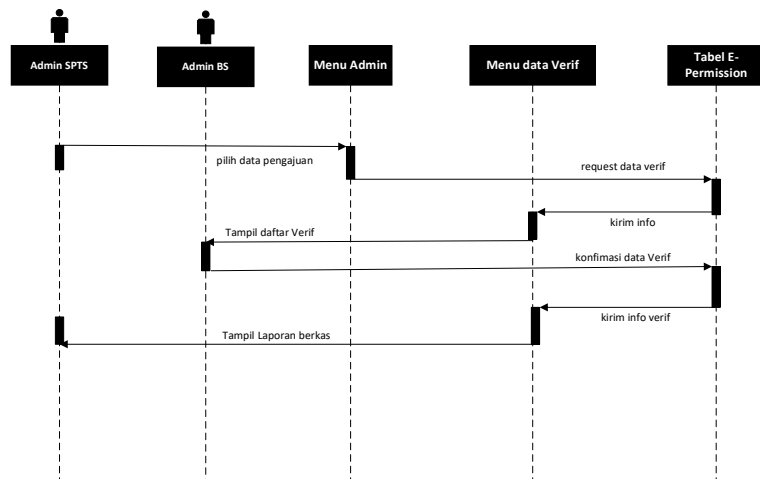 Admin SPTS
Admin BS
Menu Admin
Menu data Verif
Tabel E-
Permission
pilih data pengajuan
request data verif
kirim info
Tampil daftar Verif
konfimasi data Verif
kirim info verif
Tampil Laporan berkas